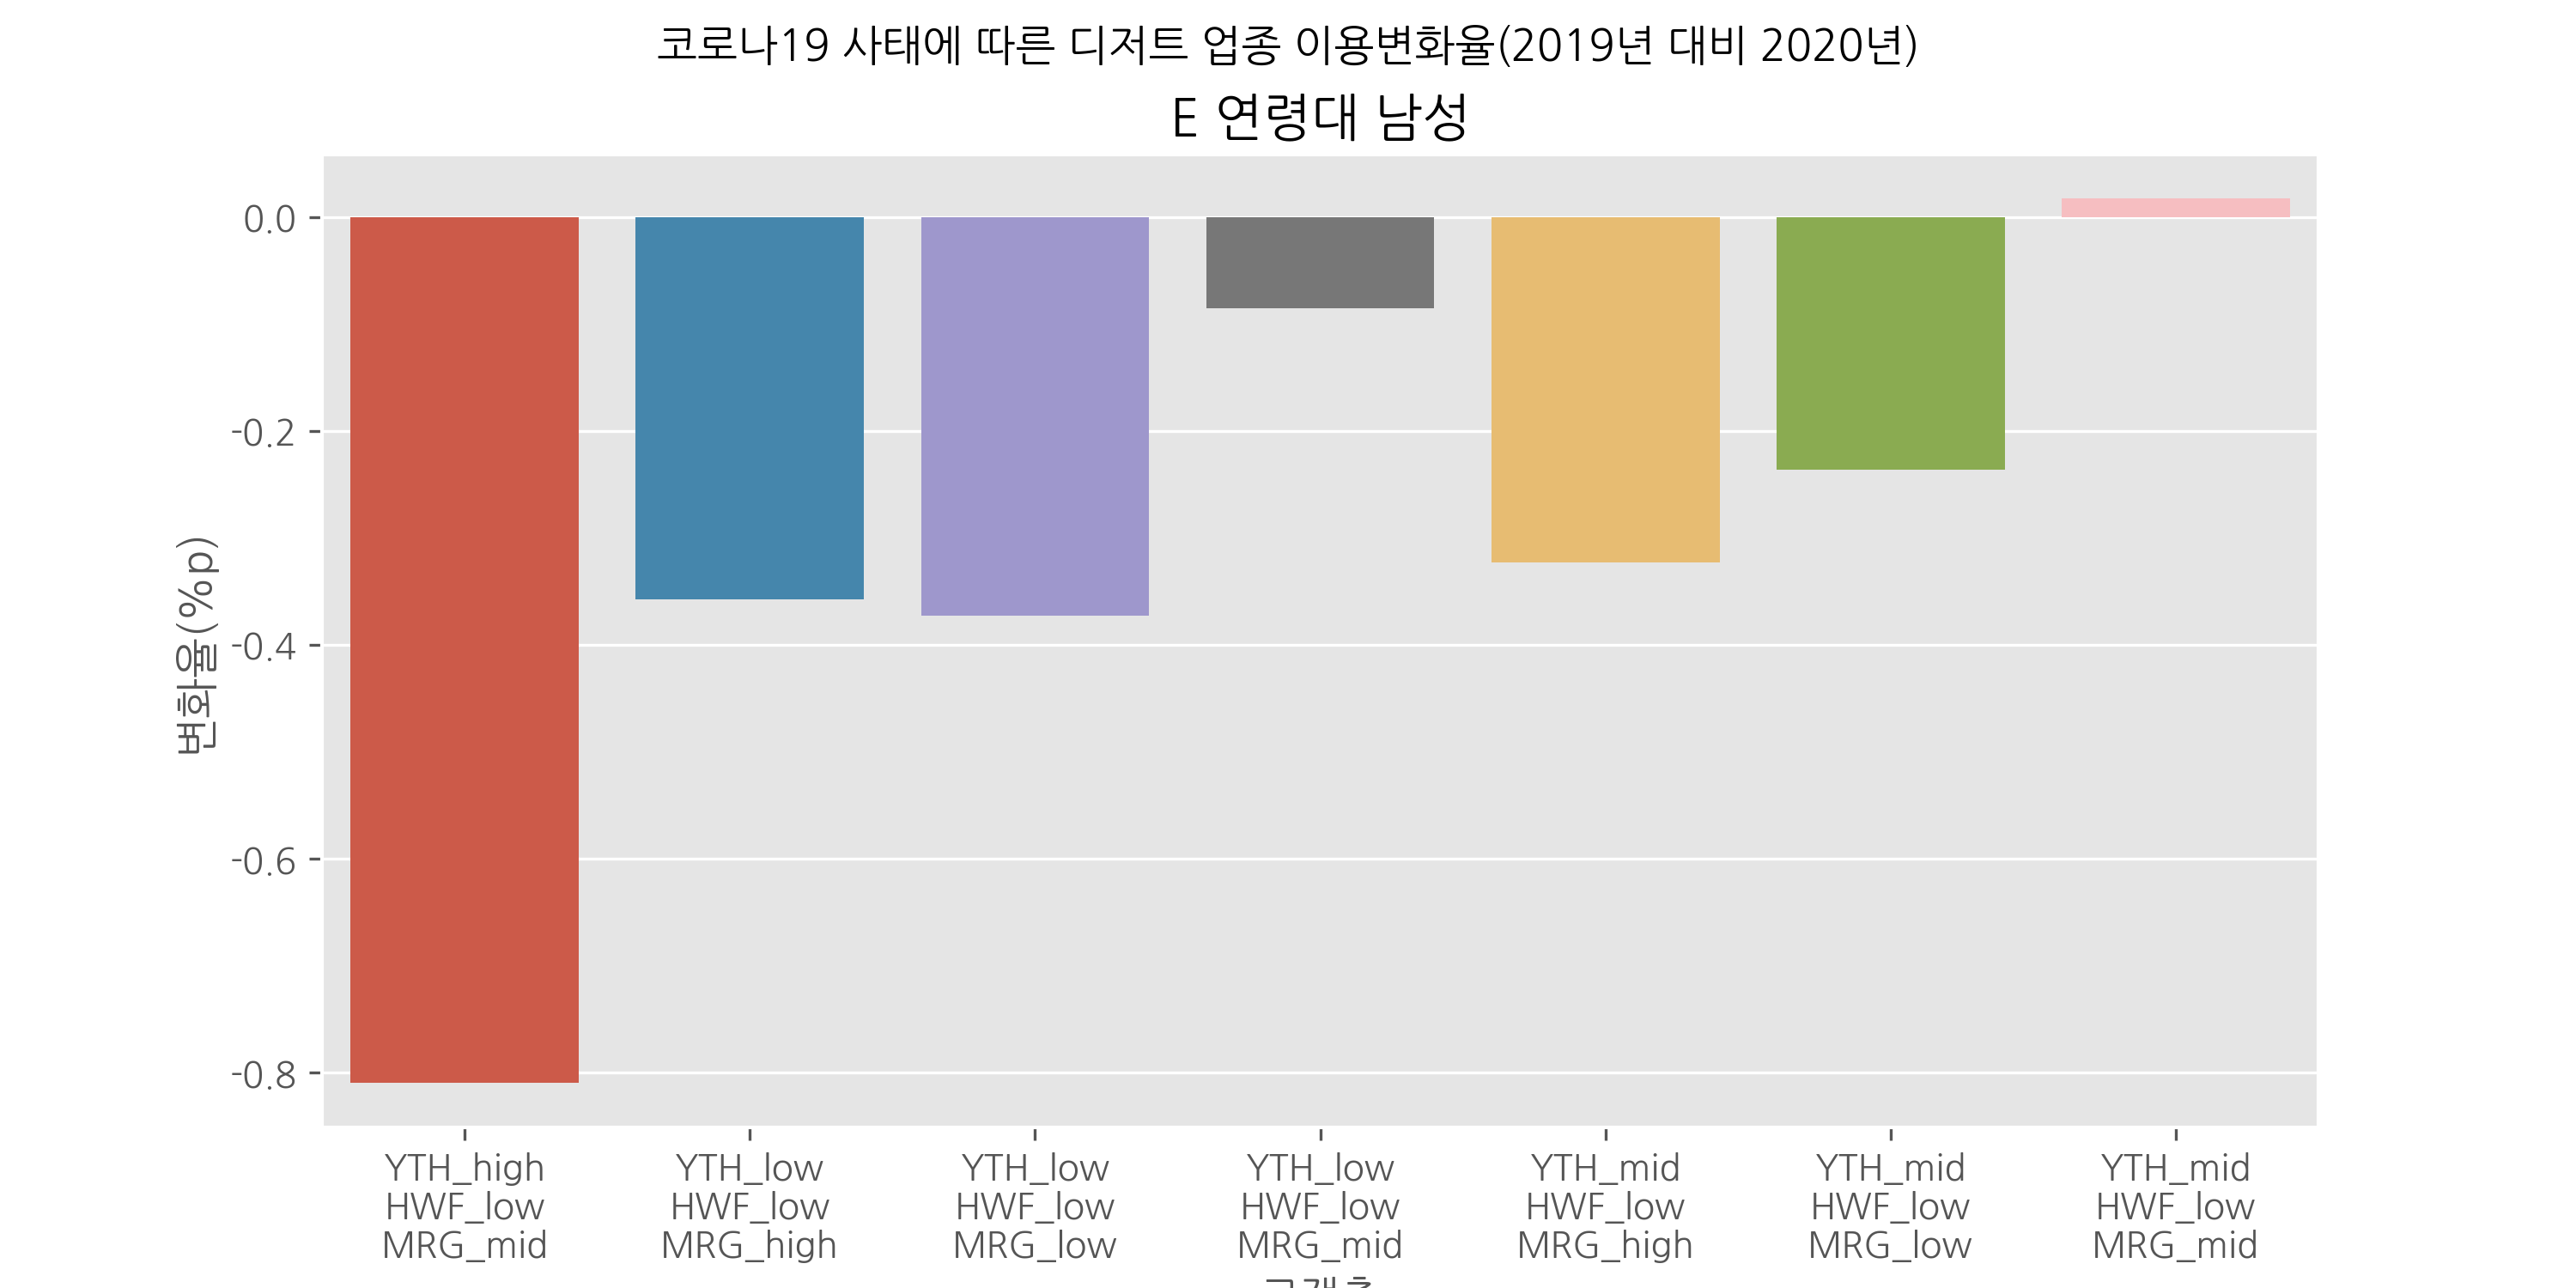 코로나19 사태에 따른 디저트 업종 이용변화율(2019년 대비 2020년)
E 연령대 남성
변화율(%p)
0.0
-0.2
-0.4
-0.6
-0.8
YTH_high
HWF_low
MRG_mid
YTH_low
HWF_low
MRG_high
YTH_low
HWF_low
MRG_low
YTH_low
HWF_low
MRG_mid
YTH_mid
HWF_low
MRG_high
YTH_mid
HWF_low
MRG_low
YTH_mid
HWF_low
MRG_mid